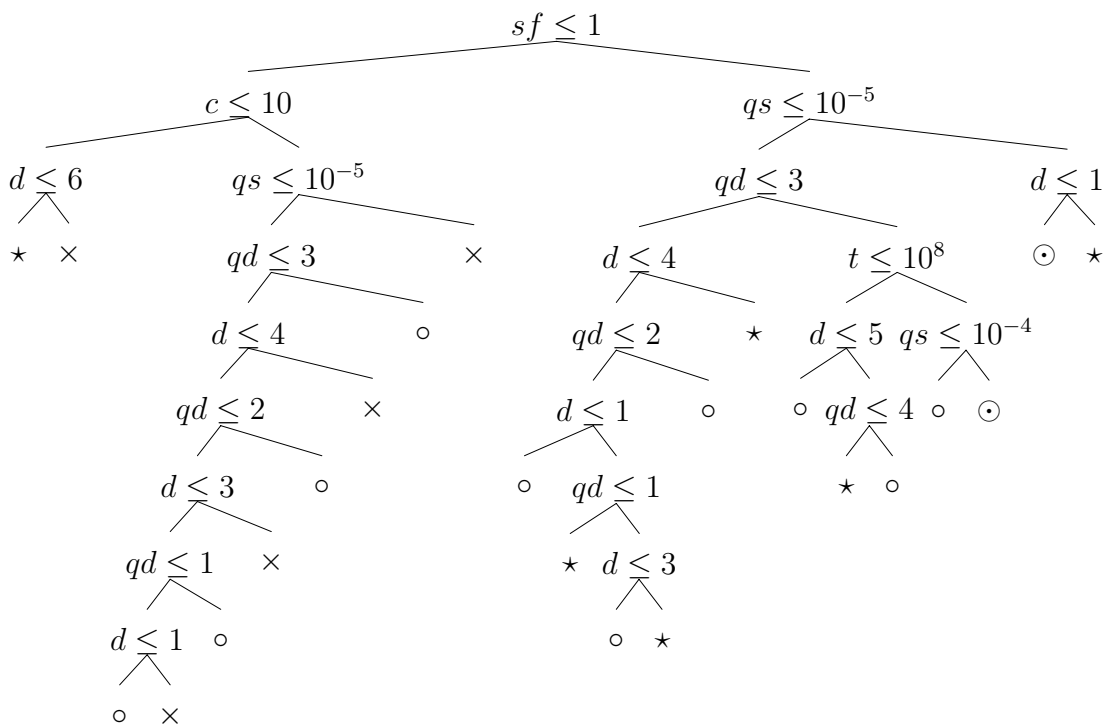 sf ≤ 1
c ≤ 10 qs ≤ 10⁻⁵
d ≤ 6 qs ≤ 10⁻⁵ qd ≤ 3 d ≤ 1
⋆ × qd ≤ 3 × d ≤ 4 t ≤ 10⁸ ⊙ ⋆
d ≤ 4 ∘ qd ≤ 2 ⋆ d ≤ 5 qs ≤ 10⁻⁴
qd ≤ 2 × d ≤ 1 ∘ ∘ qd ≤ 4 ∘ ⊙
d ≤ 3 ∘ ∘ qd ≤ 1 ⋆ ∘
qd ≤ 1 × ⋆ d ≤ 3
d ≤ 1 ∘ ∘ ⋆
∘ ×